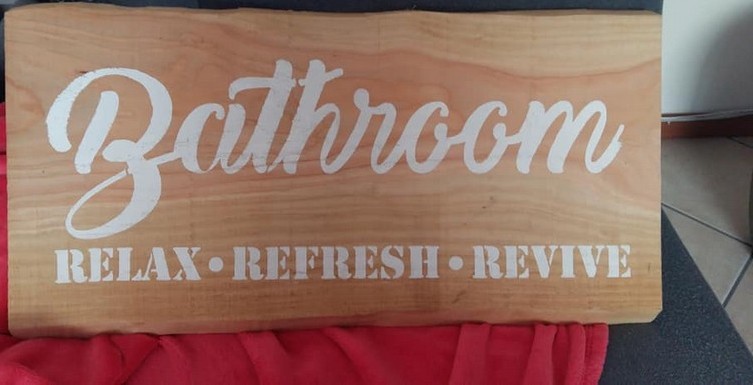 Bathroom
RELAX • REFRESH • REVIVE